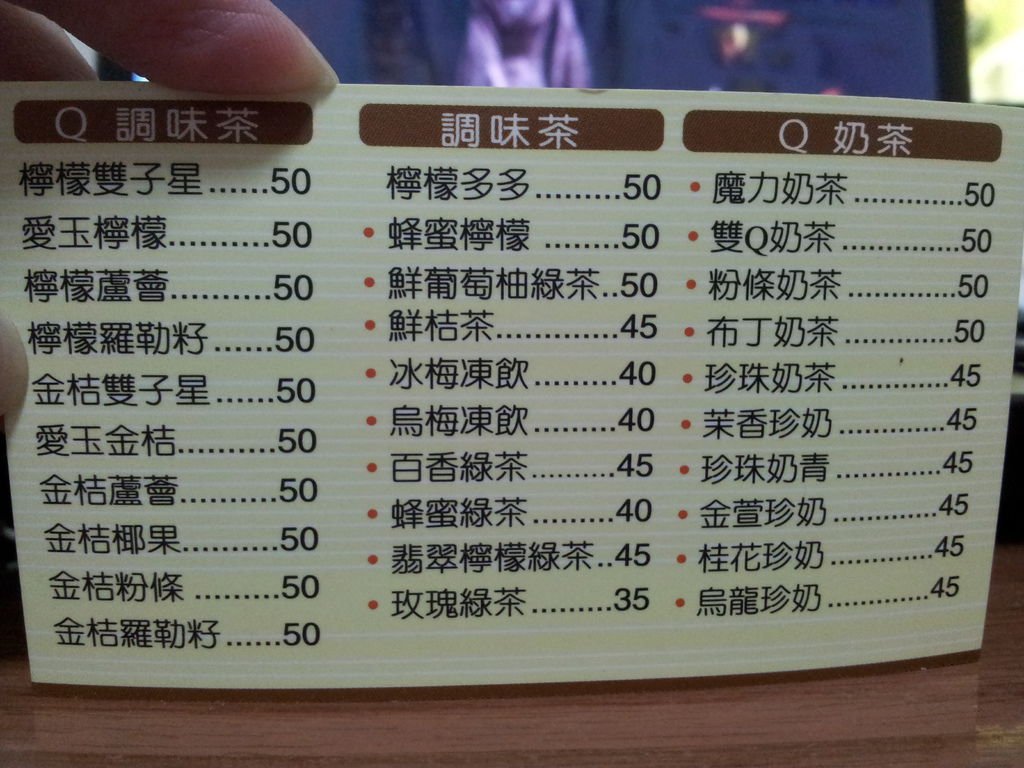 Q 調味茶
檸檬雙子星......50
愛玉檸檬..........50
檸檬蘆薈..........50
檸檬羅勒籽......50
金桔雙子星......50
愛玉金桔..........50
金桔蘆薈..........50
金桔椰果..........50
金桔粉條.........50
金桔羅勒籽......50
調味茶
檸檬多多.........50
• 蜂蜜檸檬........50
• 鮮葡萄柚綠茶..50
• 鮮桔茶............45
• 冰梅凍飲.........40
• 烏梅凍飲.........40
• 百香綠茶.........45
• 蜂蜜綠茶.........40
• 翡翠檸檬綠茶..45
• 玫瑰綠茶.........35
Q 奶茶
• 魔力奶茶.............50
• 雙Q奶茶.............50
• 粉條奶茶............50
• 布丁奶茶............50
• 珍珠奶茶............45
• 茉香珍奶............45
• 珍珠奶青............45
• 金萱珍奶............45
• 桂花珍奶............45
• 烏龍珍奶............45